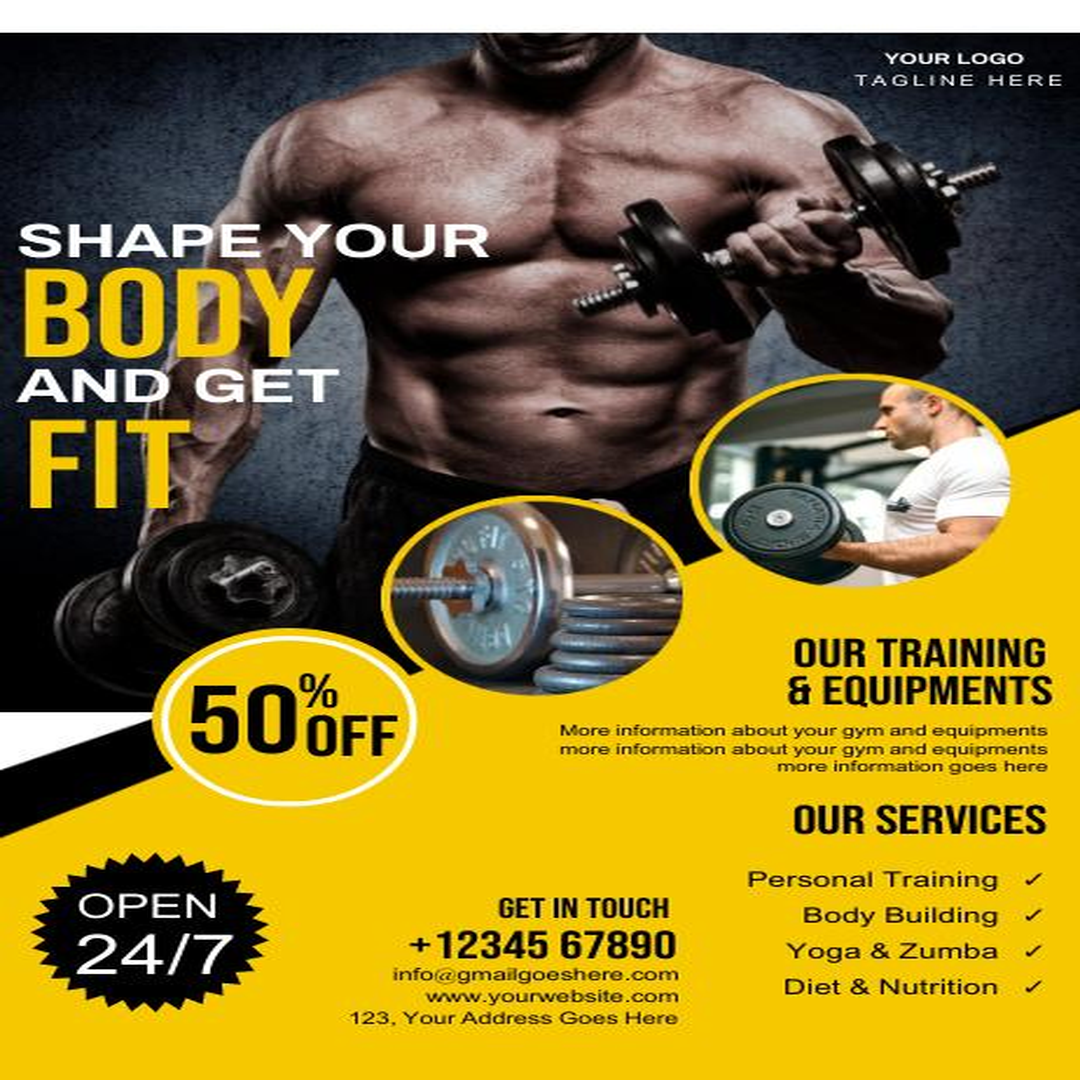 YOUR LOGO
TAGLINE HERE
SHAPE YOUR
BODY
AND GET
FIT
50% OFF
OUR TRAINING
& EQUIPMENTS
More information about your gym and equipments
more information about your gym and equipments
more information goes here
OUR SERVICES
Personal Training ✓
Body Building ✓
Yoga & Zumba ✓
Diet & Nutrition ✓
GET IN TOUCH
+12345 67890
info@gmailgoeshere.com
www.yourwebsite.com
123, Your Address Goes Here
OPEN
24/7